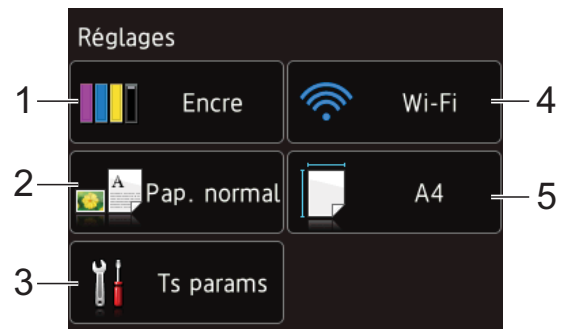 Réglages
1 Encre
Wi-Fi 4
2 A Pap. normal
A4 5
3 Ts params